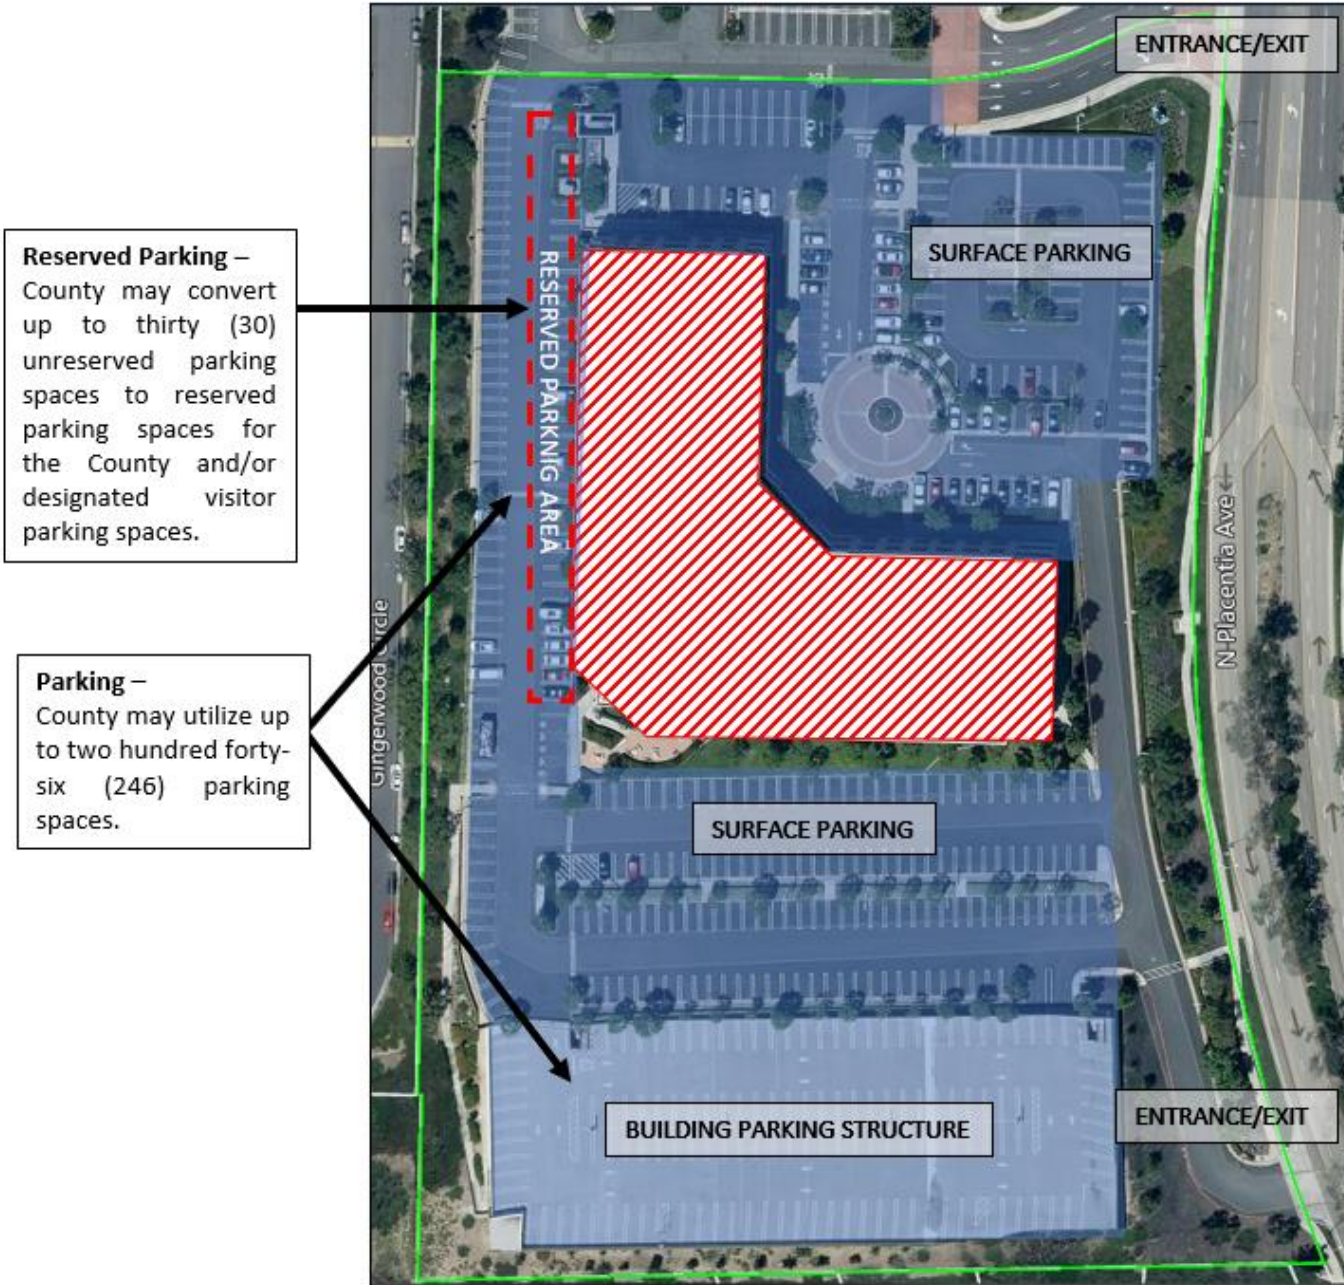 ENTRANCE/EXIT
Reserved Parking –
County may convert
up to thirty (30)
unreserved parking
spaces to reserved
parking spaces for
the County and/or
designated visitor
parking spaces.
SURFACE PARKING
RESERVED PARKNIG AREA
N Placentia Ave
Gingerwood Circle
Parking –
County may utilize up
to two hundred forty-
six (246) parking
spaces.
SURFACE PARKING
BUILDING PARKING STRUCTURE
ENTRANCE/EXIT